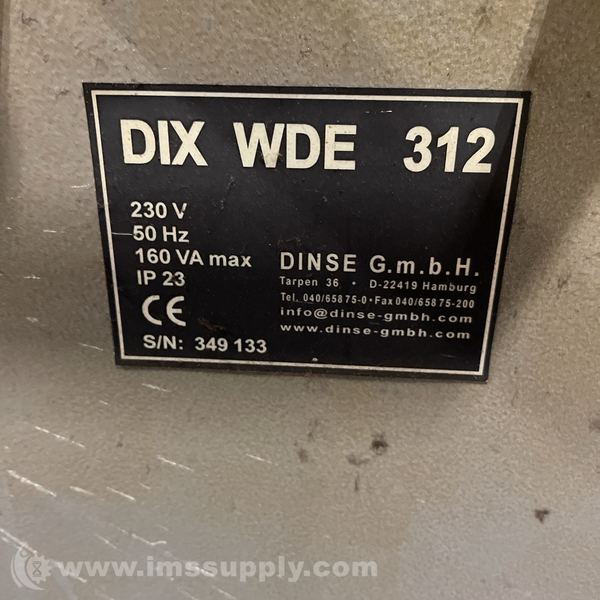 DIX WDE 312
230 V
50 Hz
160 VA max
IP 23
CE
S/N: 349 133
DINSE G.m.b.H.
Tarpen 36 • D-22419 Hamburg
Tel. 040/658 75-0 • Fax 040/658 75-200
info@dinse-gmbh.com
www.dinse-gmbh.com
www.imssupply.com